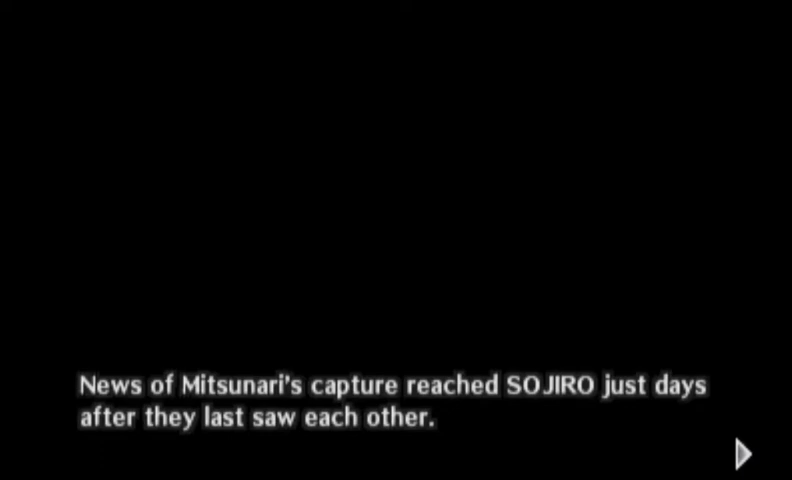 News of Mitsunari's capture reached SOJIRO just days
after they last saw each other.